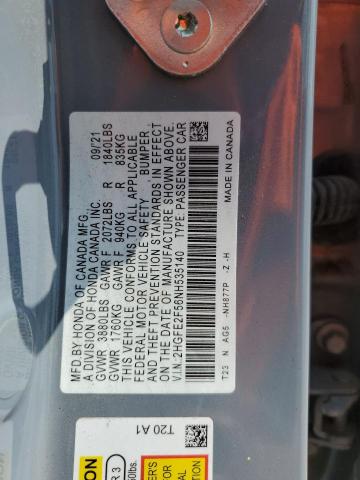 MFD.BY HONDA OF CANADA MFG. 09/21
A DIVISION OF HONDA CANADA INC.
GVWR 3880LBS GAWR F 2072LBS R 1840LBS
GVWR 1760KG GAWR F 940KG R 835KG
THIS VEHICLE CONFORMS TO ALL APPLICABLE
FEDERAL MOTOR VEHICLE SAFETY BUMPER
AND THEFT PREVENTION STANDARDS IN EFFECT
ON THE DATE OF MANUFACTURE SHOWN ABOVE.
V.I.N.:2HGFE2F58NH535140 TYPE: PASSENGER CAR
T23 N AG5 -NH877P -Z -H MADE IN CANADA
T20 A1